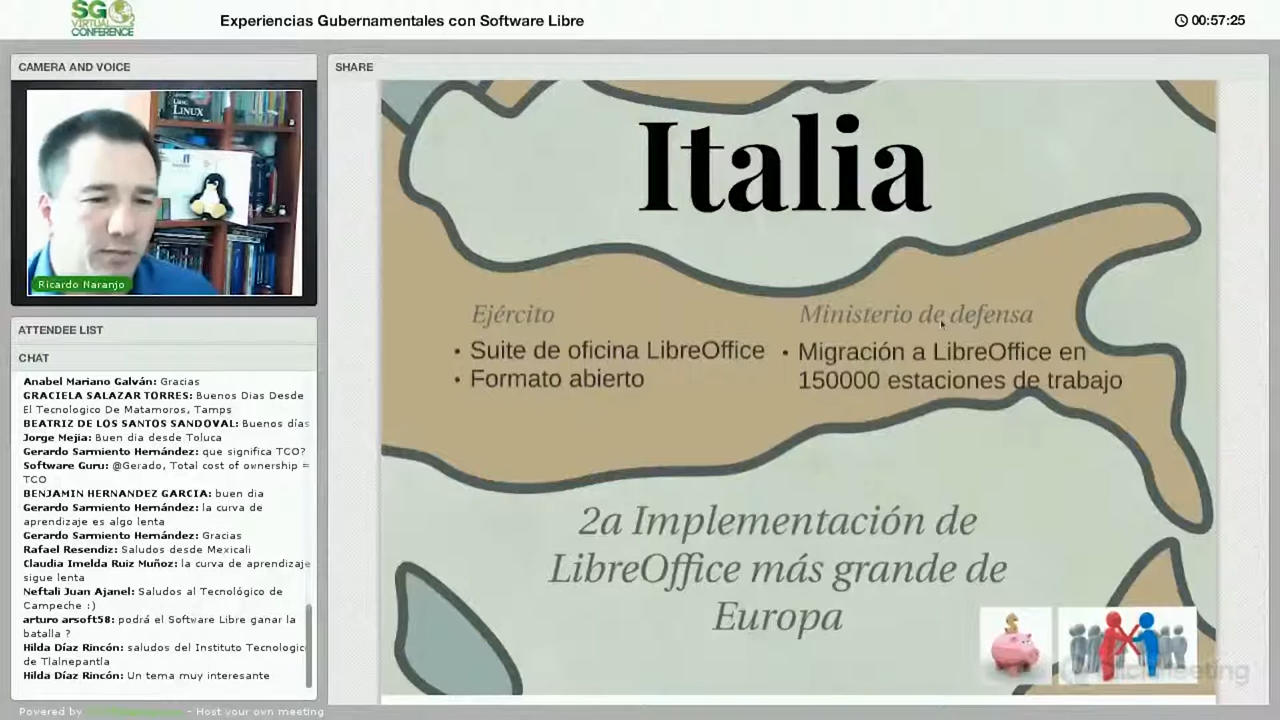 SG
VIRTUAL
CONFERENCE
Experiencias Gubernamentales con Software Libre
00:57:25
CAMERA AND VOICE
LINUX
Ricardo Naranjo
ATTENDEE LIST
CHAT
Anabel Mariano Galván: Gracias
GRACIELA SALAZAR TORRES: Buenos Dias Desde
El Tecnologico De Matamoros, Tamps
BEATRIZ DE LOS SANTOS SANDOVAL: Buenos días
Jorge Mejia: Buen dia desde Toluca
Gerardo Sarmiento Hernández: que significa TCO?
Software Guru: @Gerado, Total cost of ownership =
TCO
BENJAMIN HERNANDEZ GARCIA: buen dia
Gerardo Sarmiento Hernández: la curva de
aprendizaje es algo lenta
Gerardo Sarmiento Hernández: Gracias
Rafael Resendiz: Saludos desde Mexicali
Claudia Imelda Ruiz Muñoz: la curva de aprendizaje
sigue lenta
Neftali Juan Ajanel: Saludos al Tecnológico de
Campeche :)
arturo arsoft58: podrá el Software Libre ganar la
batalla ?
Hilda Díaz Rincón: saludos del Instituto Tecnologico
de Tlalnepantla
Hilda Díaz Rincón: Un tema muy interesante
Powered by - Host your own meeting
SHARE
Italia
Ejército
• Suite de oficina LibreOffice
• Formato abierto
Ministerio de defensa
• Migración a LibreOffice en
150000 estaciones de trabajo
2a Implementación de
LibreOffice más grande de
Europa
ClickMeeting